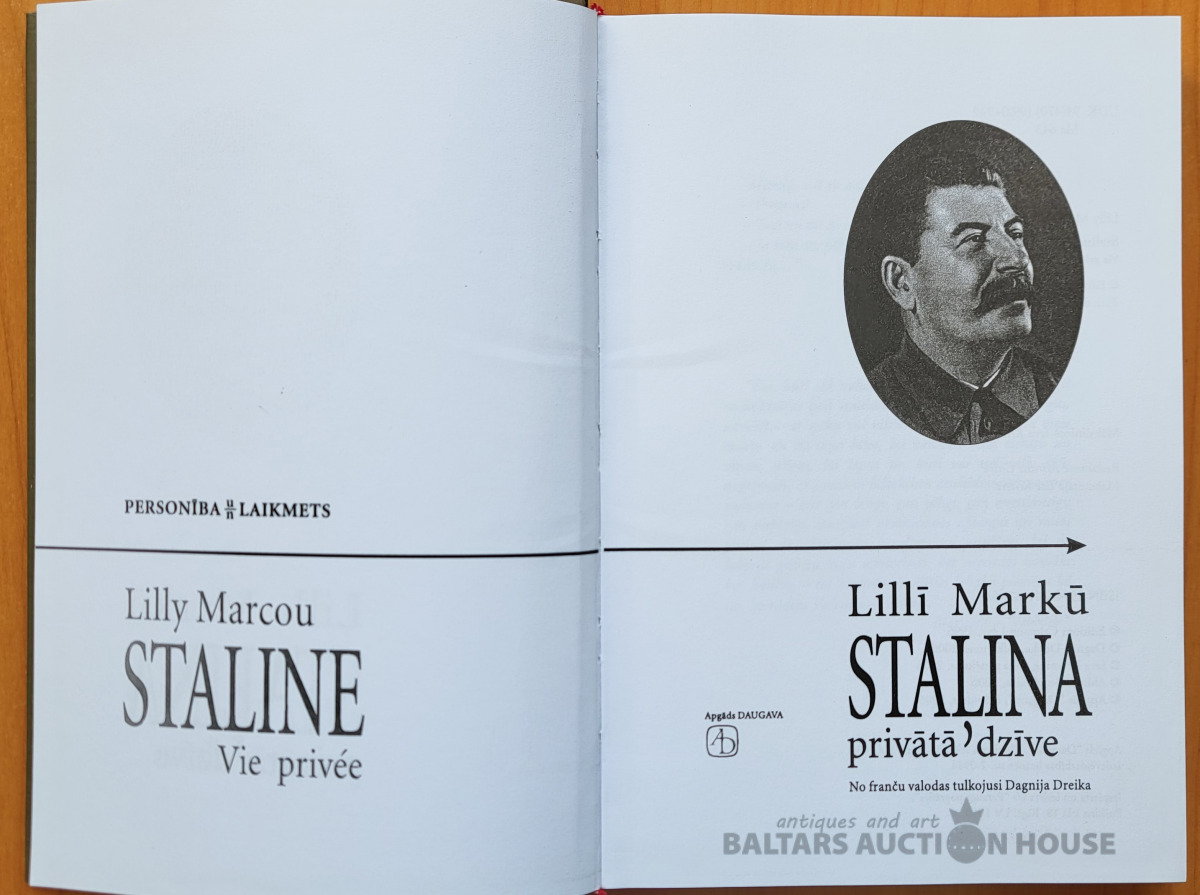 PERSONĪBA un LAIKMETS
Lilly Marcou
STALINE
Vie privée
Lillī Markū
STAĻINA
privātā dzīve
Apgāds DAUGAVA
AD
No franču valodas tulkojusi Dagnija Dreika
antiques and art
BALTARS AUCTION HOUSE